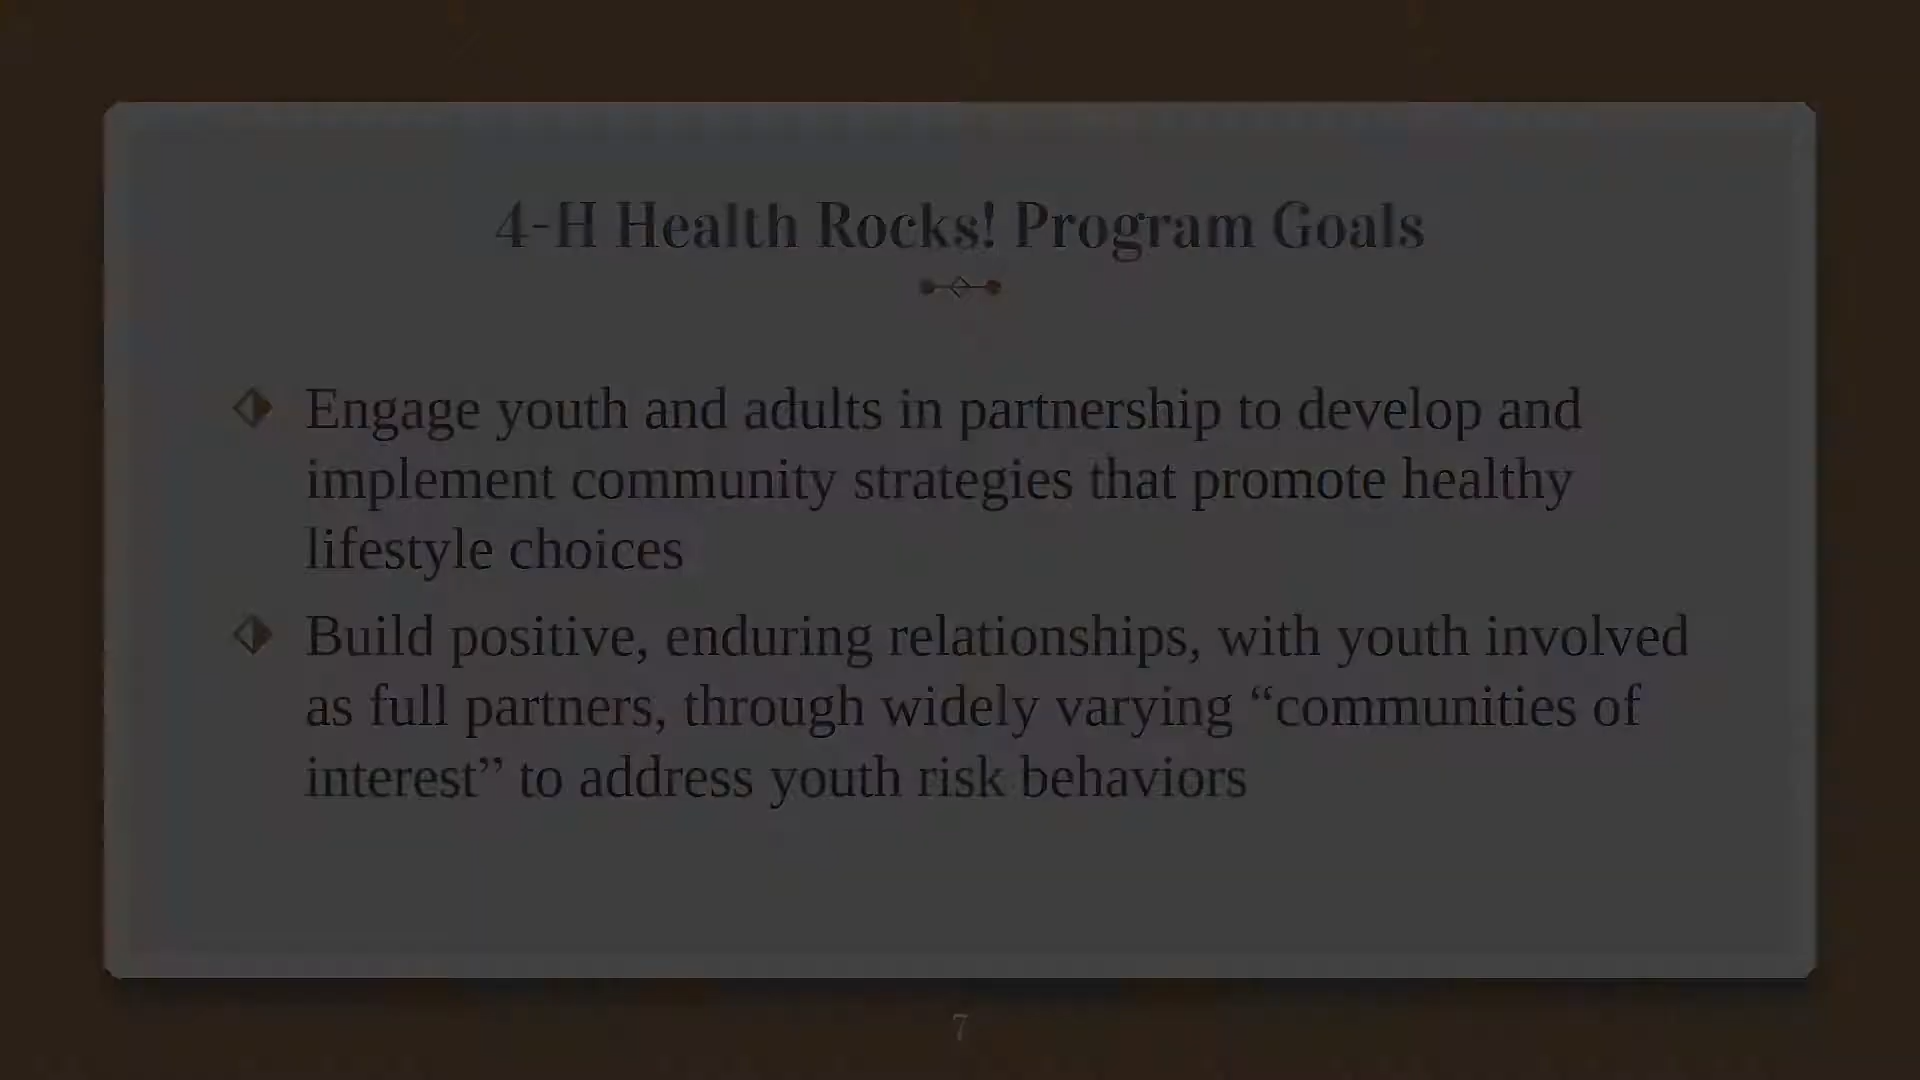 4-H Health Rocks! Program Goals
Engage youth and adults in partnership to develop and
implement community strategies that promote healthy
lifestyle choices
Build positive, enduring relationships, with youth involved
as full partners, through widely varying “communities of
interest” to address youth risk behaviors
7